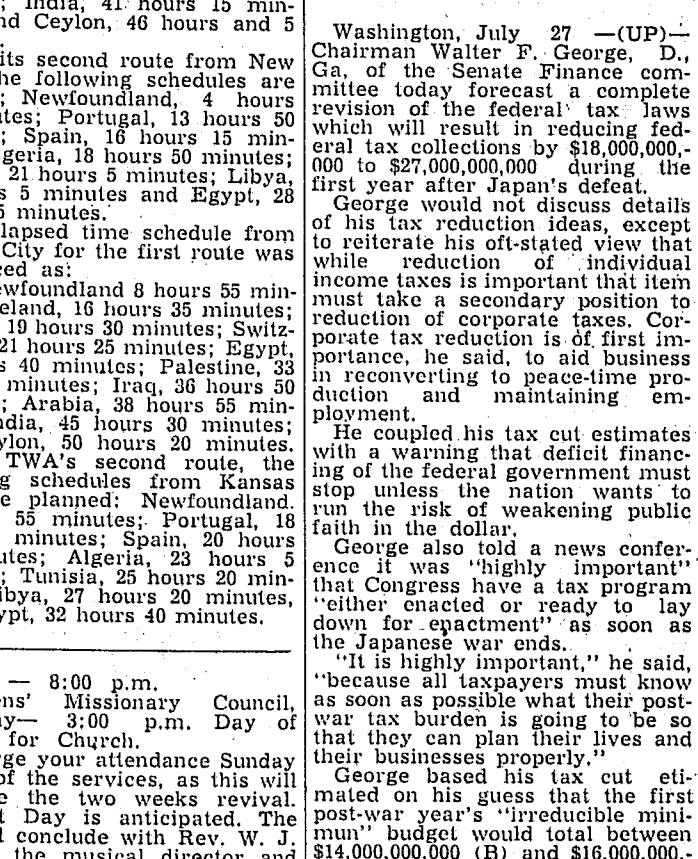 ; India, 41 hours 15 min-
nd Ceylon, 46 hours and 5
its second route from New
he following schedules are
; Newfoundland, 4 hours
utes; Portugal, 13 hours 50
; Spain, 16 hours 15 min-
geria, 18 hours 50 minutes;
21 hours 5 minutes; Libya,
s 5 minutes and Egypt, 28
5 minutes.
lapsed time schedule from
City for the first route was
ced as:
ewfoundland 8 hours 55 min-
eland, 16 hours 35 minutes;
19 hours 30 minutes; Switz-
21 hours 25 minutes; Egypt,
s 40 minutes; Palestine, 33
minutes; Iraq, 36 hours 50
; Arabia, 38 hours 55 min-
ndia, 45 hours 30 minutes;
ylon, 50 hours 20 minutes.
TWA's second route, the
g schedules from Kansas
e planned: Newfoundland.
55 minutes; Portugal, 18
minutes; Spain, 20 hours
utes; Algeria, 23 hours 5
; Tunisia, 25 hours 20 min-
ibya, 27 hours 20 minutes,
ypt, 32 hours 40 minutes.
— 8:00 p.m.
ens' Missionary Council,
ay— 3:00 p.m. Day of
for Church.
rge your attendance Sunday
of the services, as this will
e the two weeks revival.
t Day is anticipated. The
l conclude with Rev. W. J.
the musical director and
Washington, July 27 —(UP)—
Chairman Walter F. George, D.,
Ga, of the Senate Finance com-
mittee today forecast a complete
revision of the federal tax laws
which will result in reducing fed-
eral tax collections by $18,000,000,-
000 to $27,000,000,000 during the
first year after Japan's defeat.
George would not discuss details
of his tax reduction ideas, except
to reiterate his oft-stated view that
while reduction of individual
income taxes is important that item
must take a secondary position to
reduction of corporate taxes. Cor-
porate tax reduction is of first im-
portance, he said, to aid business
in reconverting to peace-time pro-
duction and maintaining em-
ployment.
He coupled his tax cut estimates
with a warning that deficit financ-
ing of the federal government must
stop unless the nation wants to
run the risk of weakening public
faith in the dollar.
George also told a news confer-
ence it was "highly important"
that Congress have a tax program
"either enacted or ready to lay
down for enactment" as soon as
the Japanese war ends.
"It is highly important," he said,
"because all taxpayers must know
as soon as possible what their post-
war tax burden is going to be so
that they can plan their lives and
their businesses properly."
George based his tax cut eti-
mated on his guess that the first
post-war year's "irreducible mini-
mun" budget would total between
$14,000,000,000 (B) and $16,000,000,-